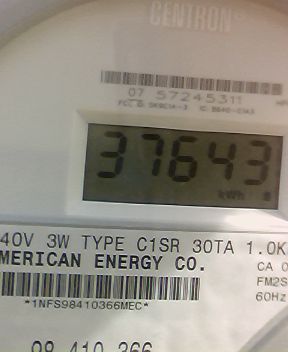 CENTRON®
07 57245311
37643
kWh
40V 3W TYPE C1SR 30TA 1.0K
MERICAN ENERGY CO.
CA 0
FM2S
60Hz
*1NFS98410366MEC*
98 410 366